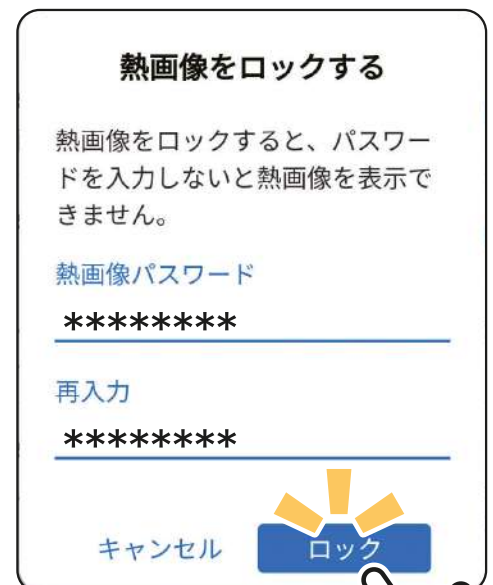 熱画像をロックする
熱画像をロックすると、パスワー
ドを入力しないと熱画像を表示で
きません。
熱画像パスワード
********
再入力
********
キャンセル ロック